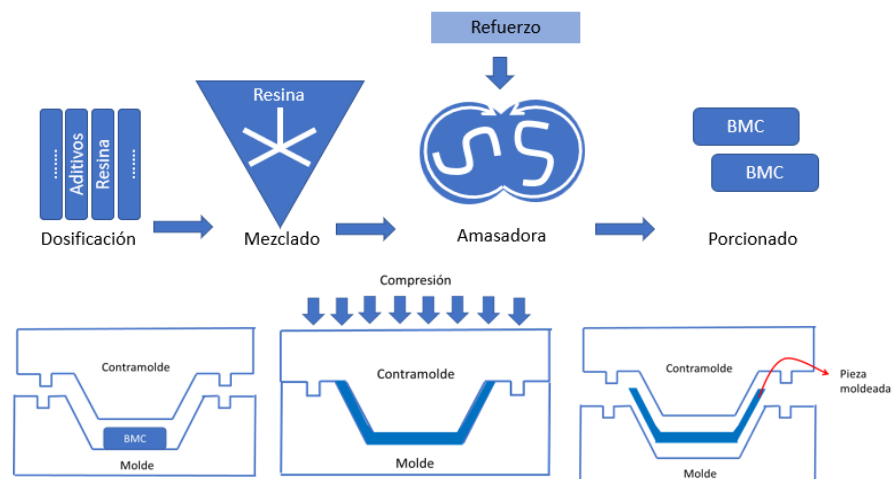 Refuerzo
........
Aditivos
Resina
........
Resina
BMC
BMC
Dosificación
Mezclado
Amasadora
Porcionado
Compresión
Contramolde
BMC
Molde
Contramolde
Molde
Contramolde
Pieza
moldeada
Molde